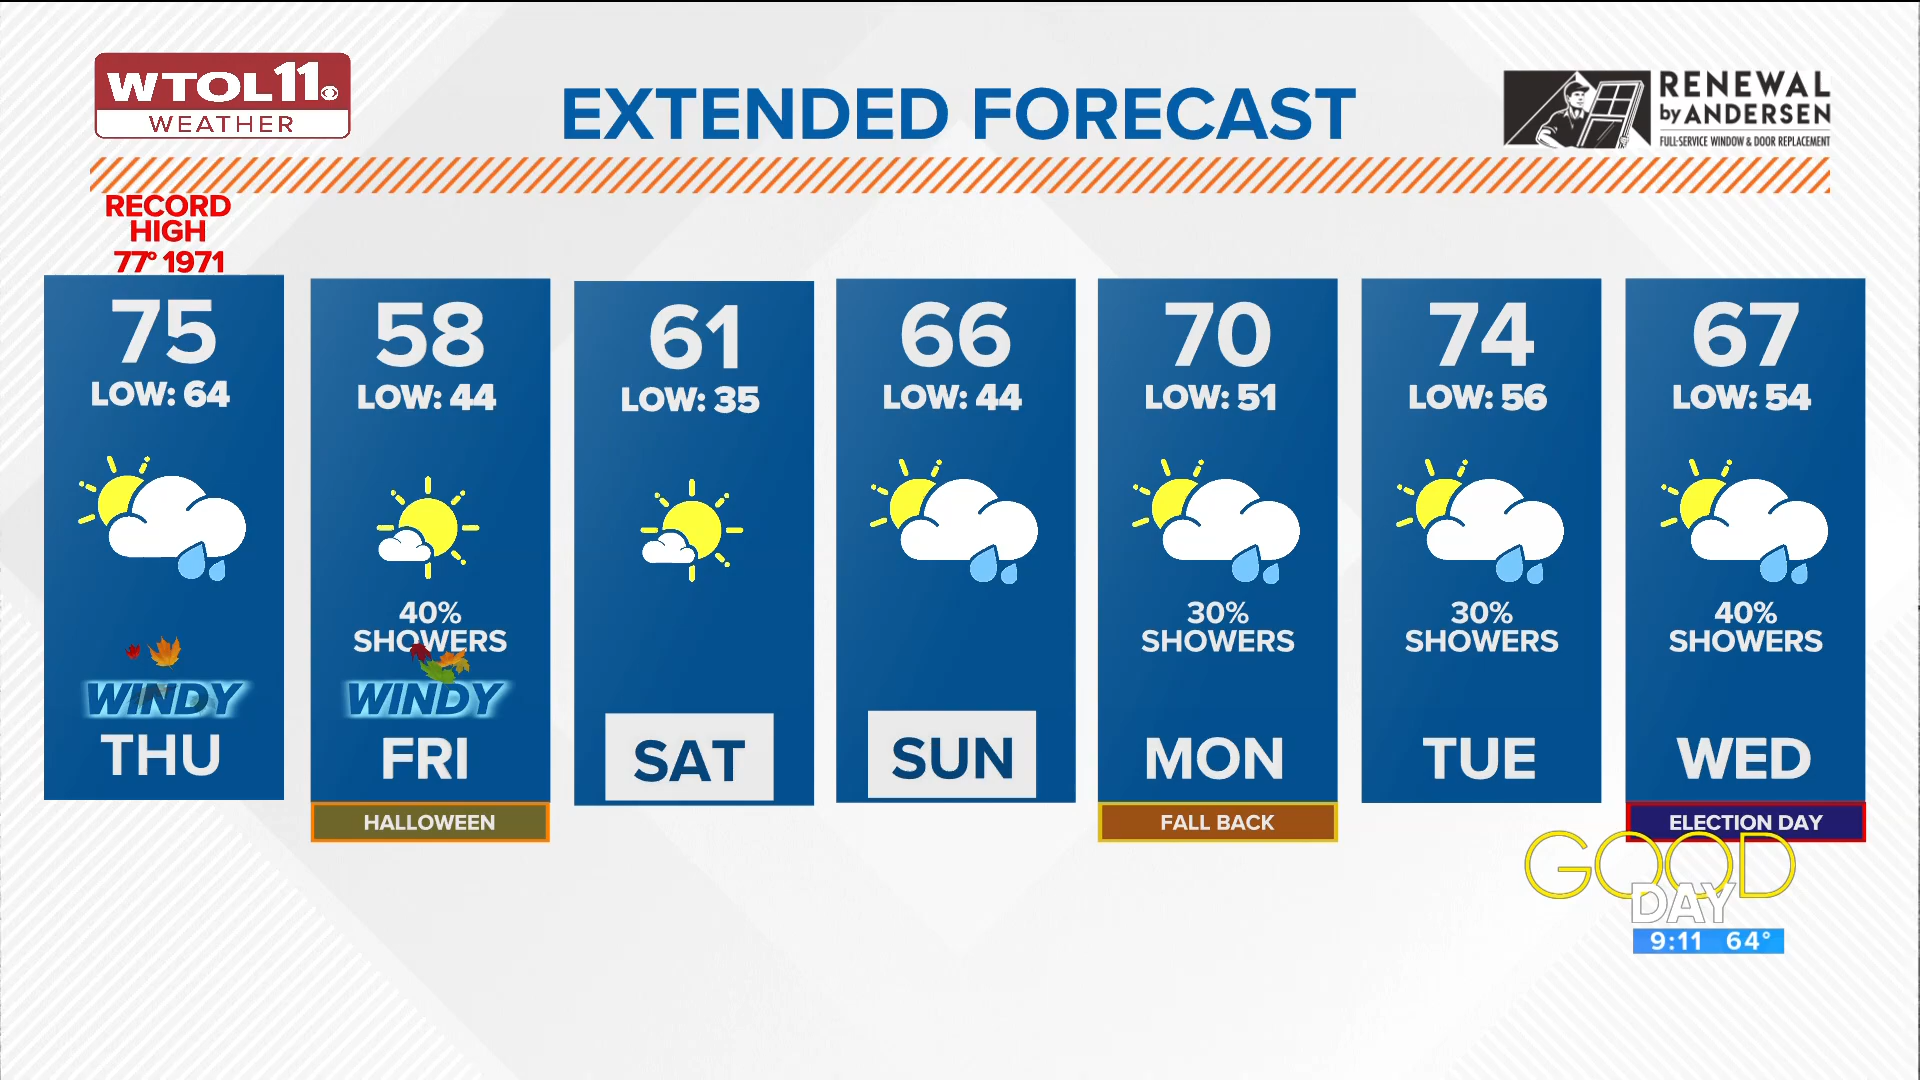 WTOL11
WEATHER
EXTENDED FORECAST
RENEWAL
by ANDERSEN
FULL-SERVICE WINDOW & DOOR REPLACEMENT
RECORD
HIGH
77° 1971
75
LOW: 64
WINDY
THU
58
LOW: 44
40%
SHOWERS
WINDY
FRI
HALLOWEEN
61
LOW: 35
SAT
66
LOW: 44
SUN
70
LOW: 51
30%
SHOWERS
MON
FALL BACK
74
LOW: 56
30%
SHOWERS
TUE
67
LOW: 54
40%
SHOWERS
WED
ELECTION DAY
GOOD
DAY
9:11 64°